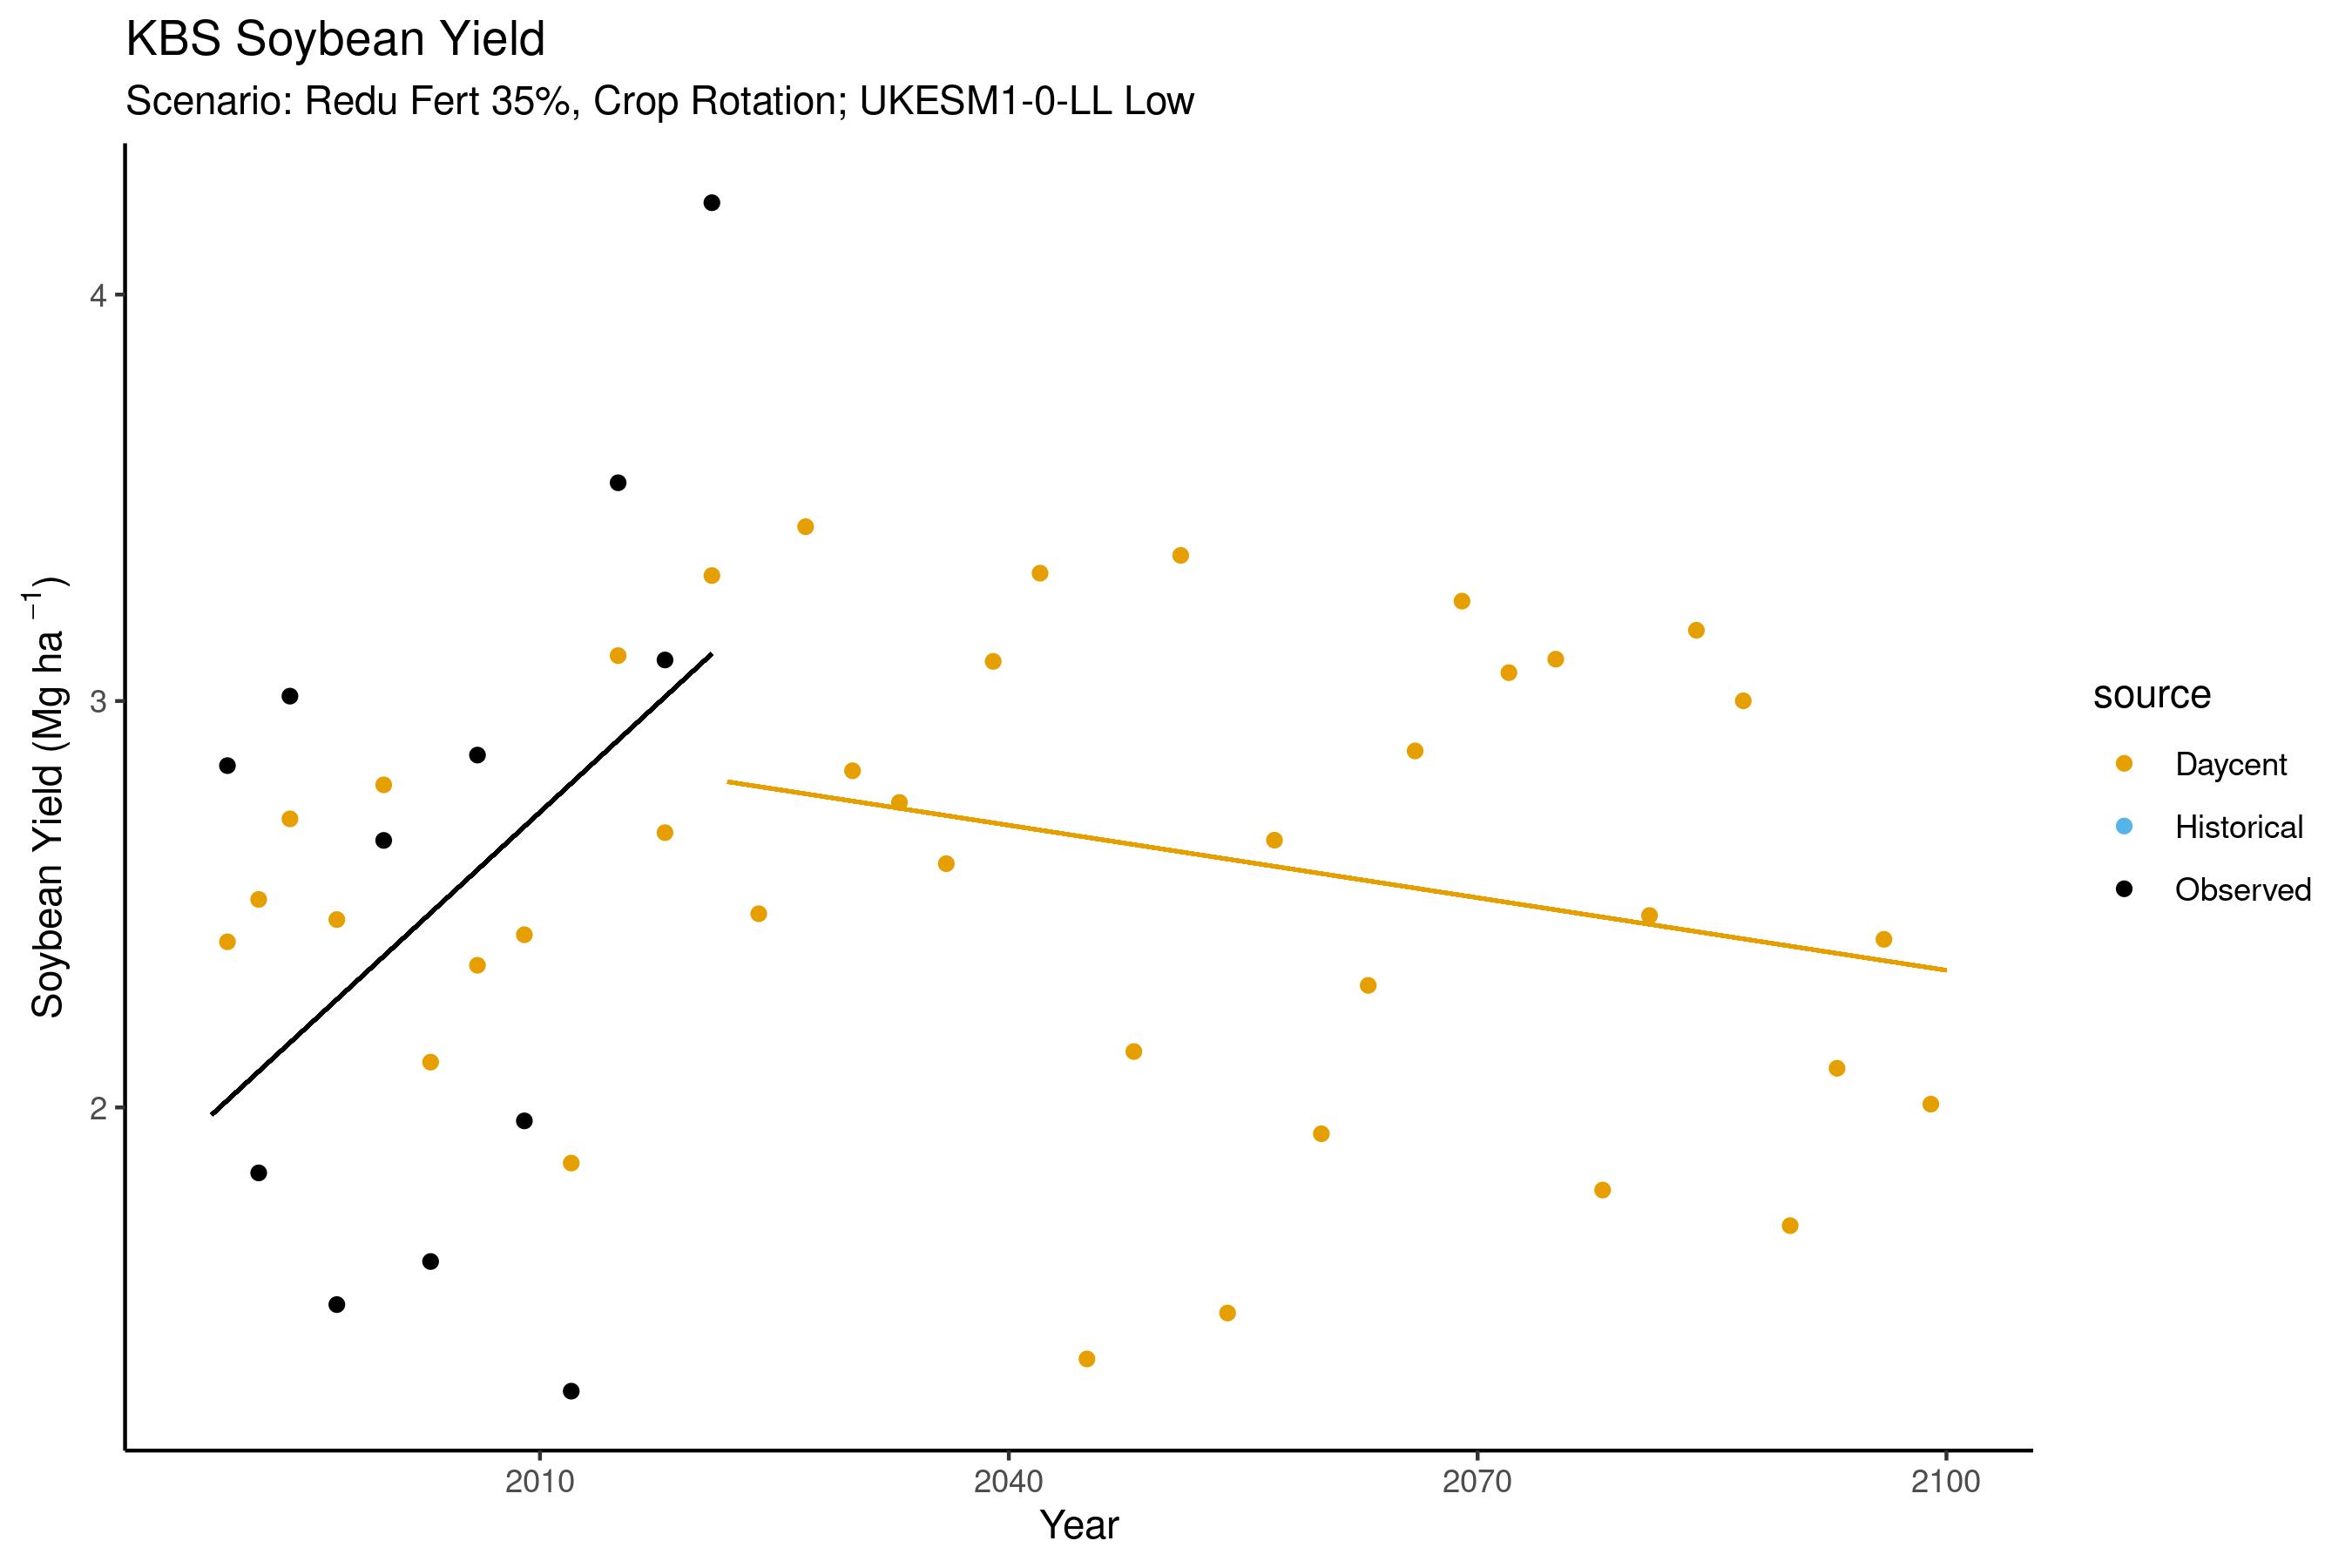 KBS Soybean Yield
Scenario: Redu Fert 35%, Crop Rotation; UKESM1-0-LL Low
Soybean Yield (Mg ha −1)
4
3
2
2010
2040
2070
2100
Year
source
Daycent
Historical
Observed